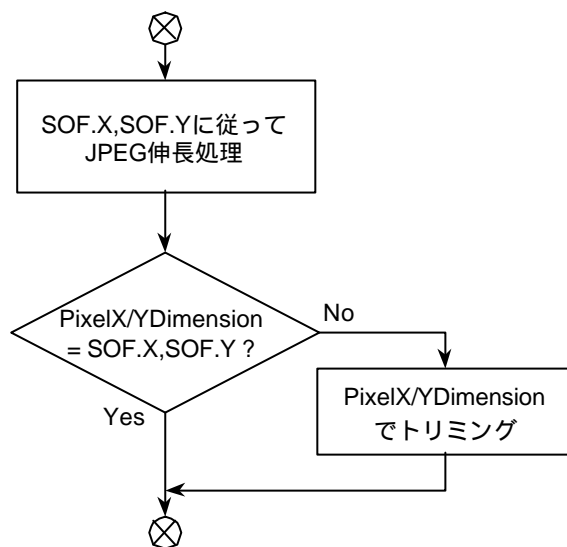 SOF.X,SOF.Yに従って
JPEG伸長処理
PixelX/YDimension
= SOF.X,SOF.Y ?
No
Yes
PixelX/YDimension
でトリミング